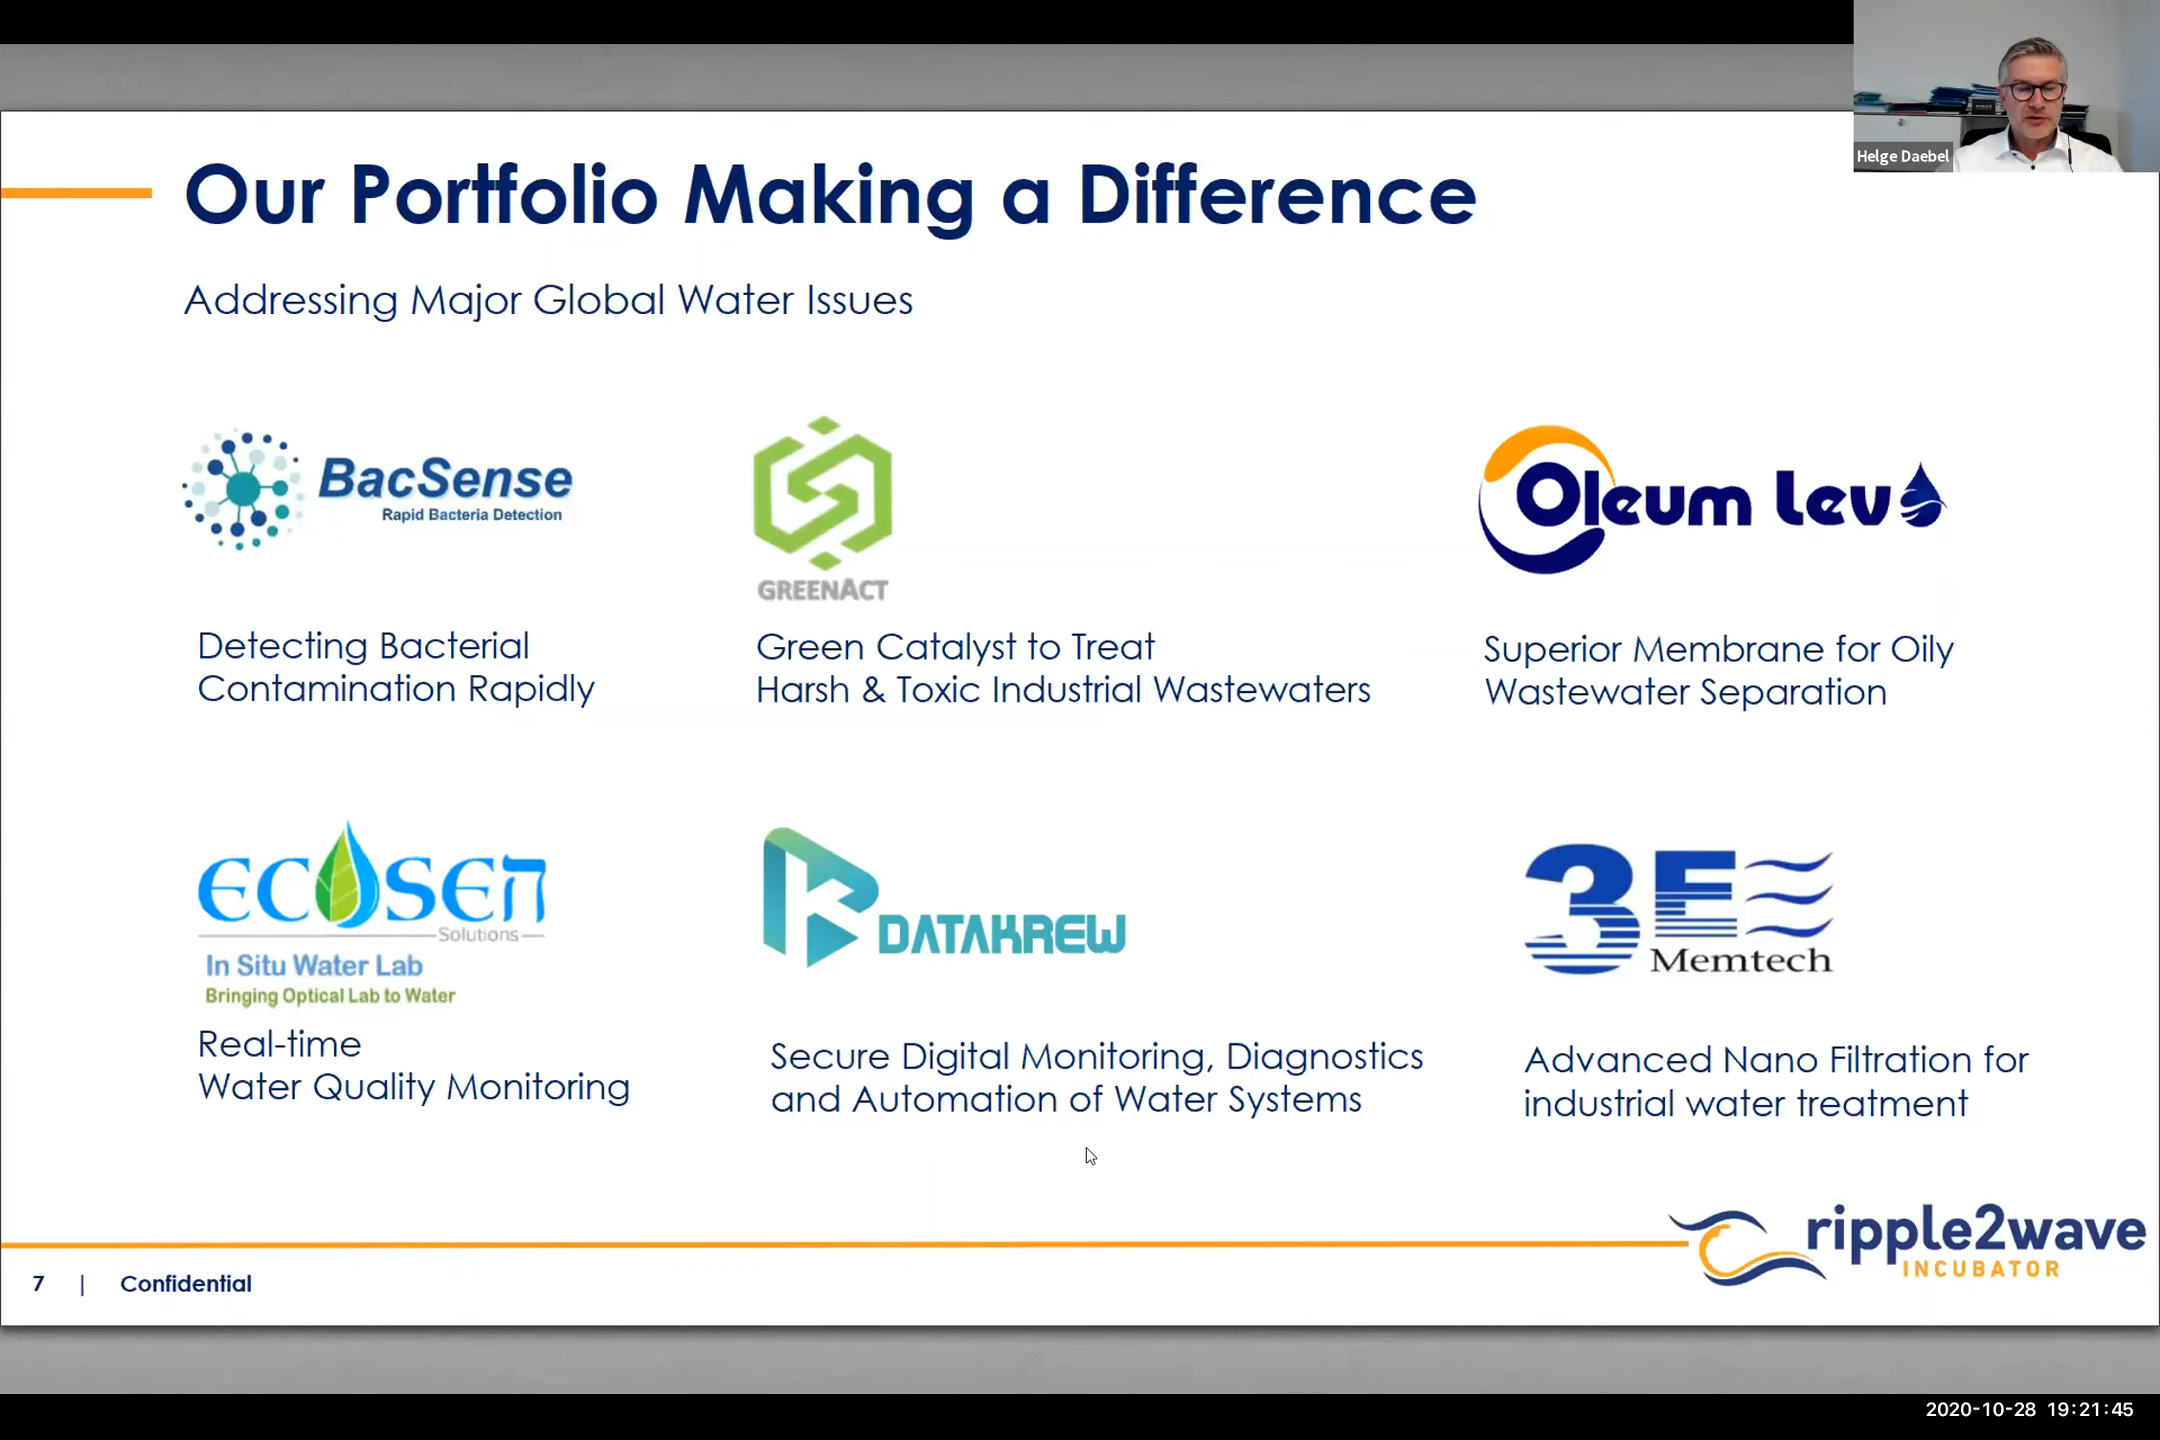 Helge Daebel
Our Portfolio Making a Difference
Addressing Major Global Water Issues
BacSense
Rapid Bacteria Detection
Detecting Bacterial
Contamination Rapidly
GREENACT
Green Catalyst to Treat
Harsh & Toxic Industrial Wastewaters
Oleum Lev
Superior Membrane for Oily
Wastewater Separation
ECOSEN
Solutions
In Situ Water Lab
Bringing Optical Lab to Water
Real-time
Water Quality Monitoring
DATAKREW
Secure Digital Monitoring, Diagnostics
and Automation of Water Systems
3E
Memtech
Advanced Nano Filtration for
industrial water treatment
ripple2wave
INCUBATOR
7 | Confidential
2020-10-28 19:21:45